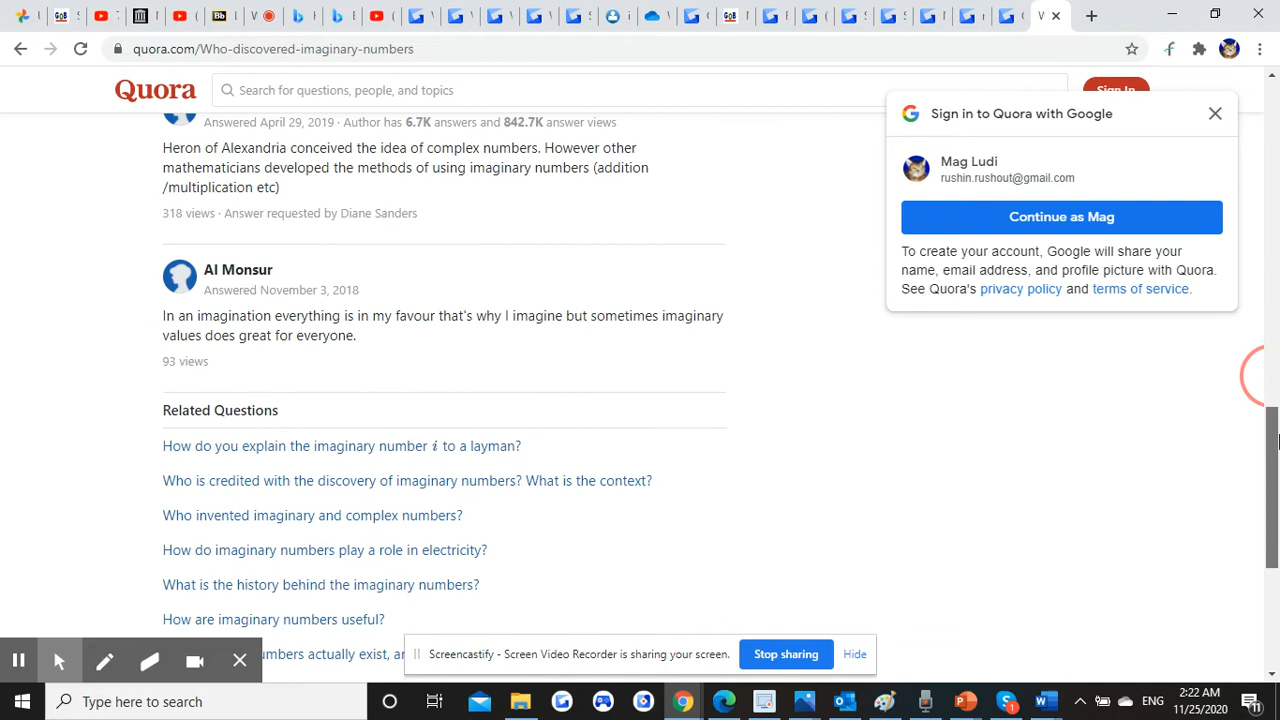 Bb
GOB
quora.com/Who-discovered-imaginary-numbers
Quora
Search for questions, people, and topics
Sign In
Sign in to Quora with Google
Mag Ludi
rushin.rushout@gmail.com
Continue as Mag
To create your account, Google will share your
name, email address, and profile picture with Quora.
See Quora's privacy policy and terms of service.
Answered April 29, 2019 · Author has 6.7K answers and 842.7K answer views
Heron of Alexandria conceived the idea of complex numbers. However other
mathematicians developed the methods of using imaginary numbers (addition
/multiplication etc)
318 views · Answer requested by Diane Sanders
Al Monsur
Answered November 3, 2018
In an imagination everything is in my favour that's why I imagine but sometimes imaginary
values does great for everyone.
93 views
Related Questions
How do you explain the imaginary number i to a layman?
Who is credited with the discovery of imaginary numbers? What is the context?
Who invented imaginary and complex numbers?
How do imaginary numbers play a role in electricity?
What is the history behind the imaginary numbers?
How are imaginary numbers useful?
umbers actually exist, ar
Screencastify - Screen Video Recorder is sharing your screen.
Stop sharing
Hide
Type here to search
ENG
2:22 AM
11/25/2020